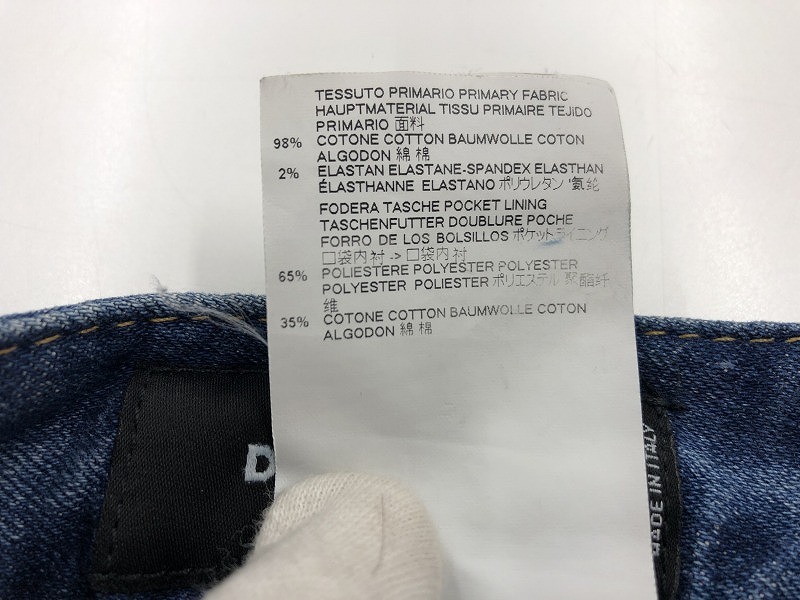 TESSUTO PRIMARIO PRIMARY FABRIC
HAUPTMATERIAL TISSU PRIMAIRE TEJIDO
PRIMARIO 面料
98% COTONE COTTON BAUMWOLLE COTON
ALGODON 綿 棉
2% ELASTAN ELASTANE-SPANDEX ELASTHAN
ÉLASTHANNE ELASTANO ポリウレタン '氨纶
FODERA TASCHE POCKET LINING
TASCHENFUTTER DOUBLURE POCHE
FORRO DE LOS BOLSILLOS ポケットライニング
口袋内衬 -> 口袋内衬
65% POLIESTERE POLYESTER POLYESTER
POLYESTER POLIESTER ポリエステル 聚酯纤
维
35% COTONE COTTON BAUMWOLLE COTON
ALGODON 綿 棉
D
MADE IN ITALY